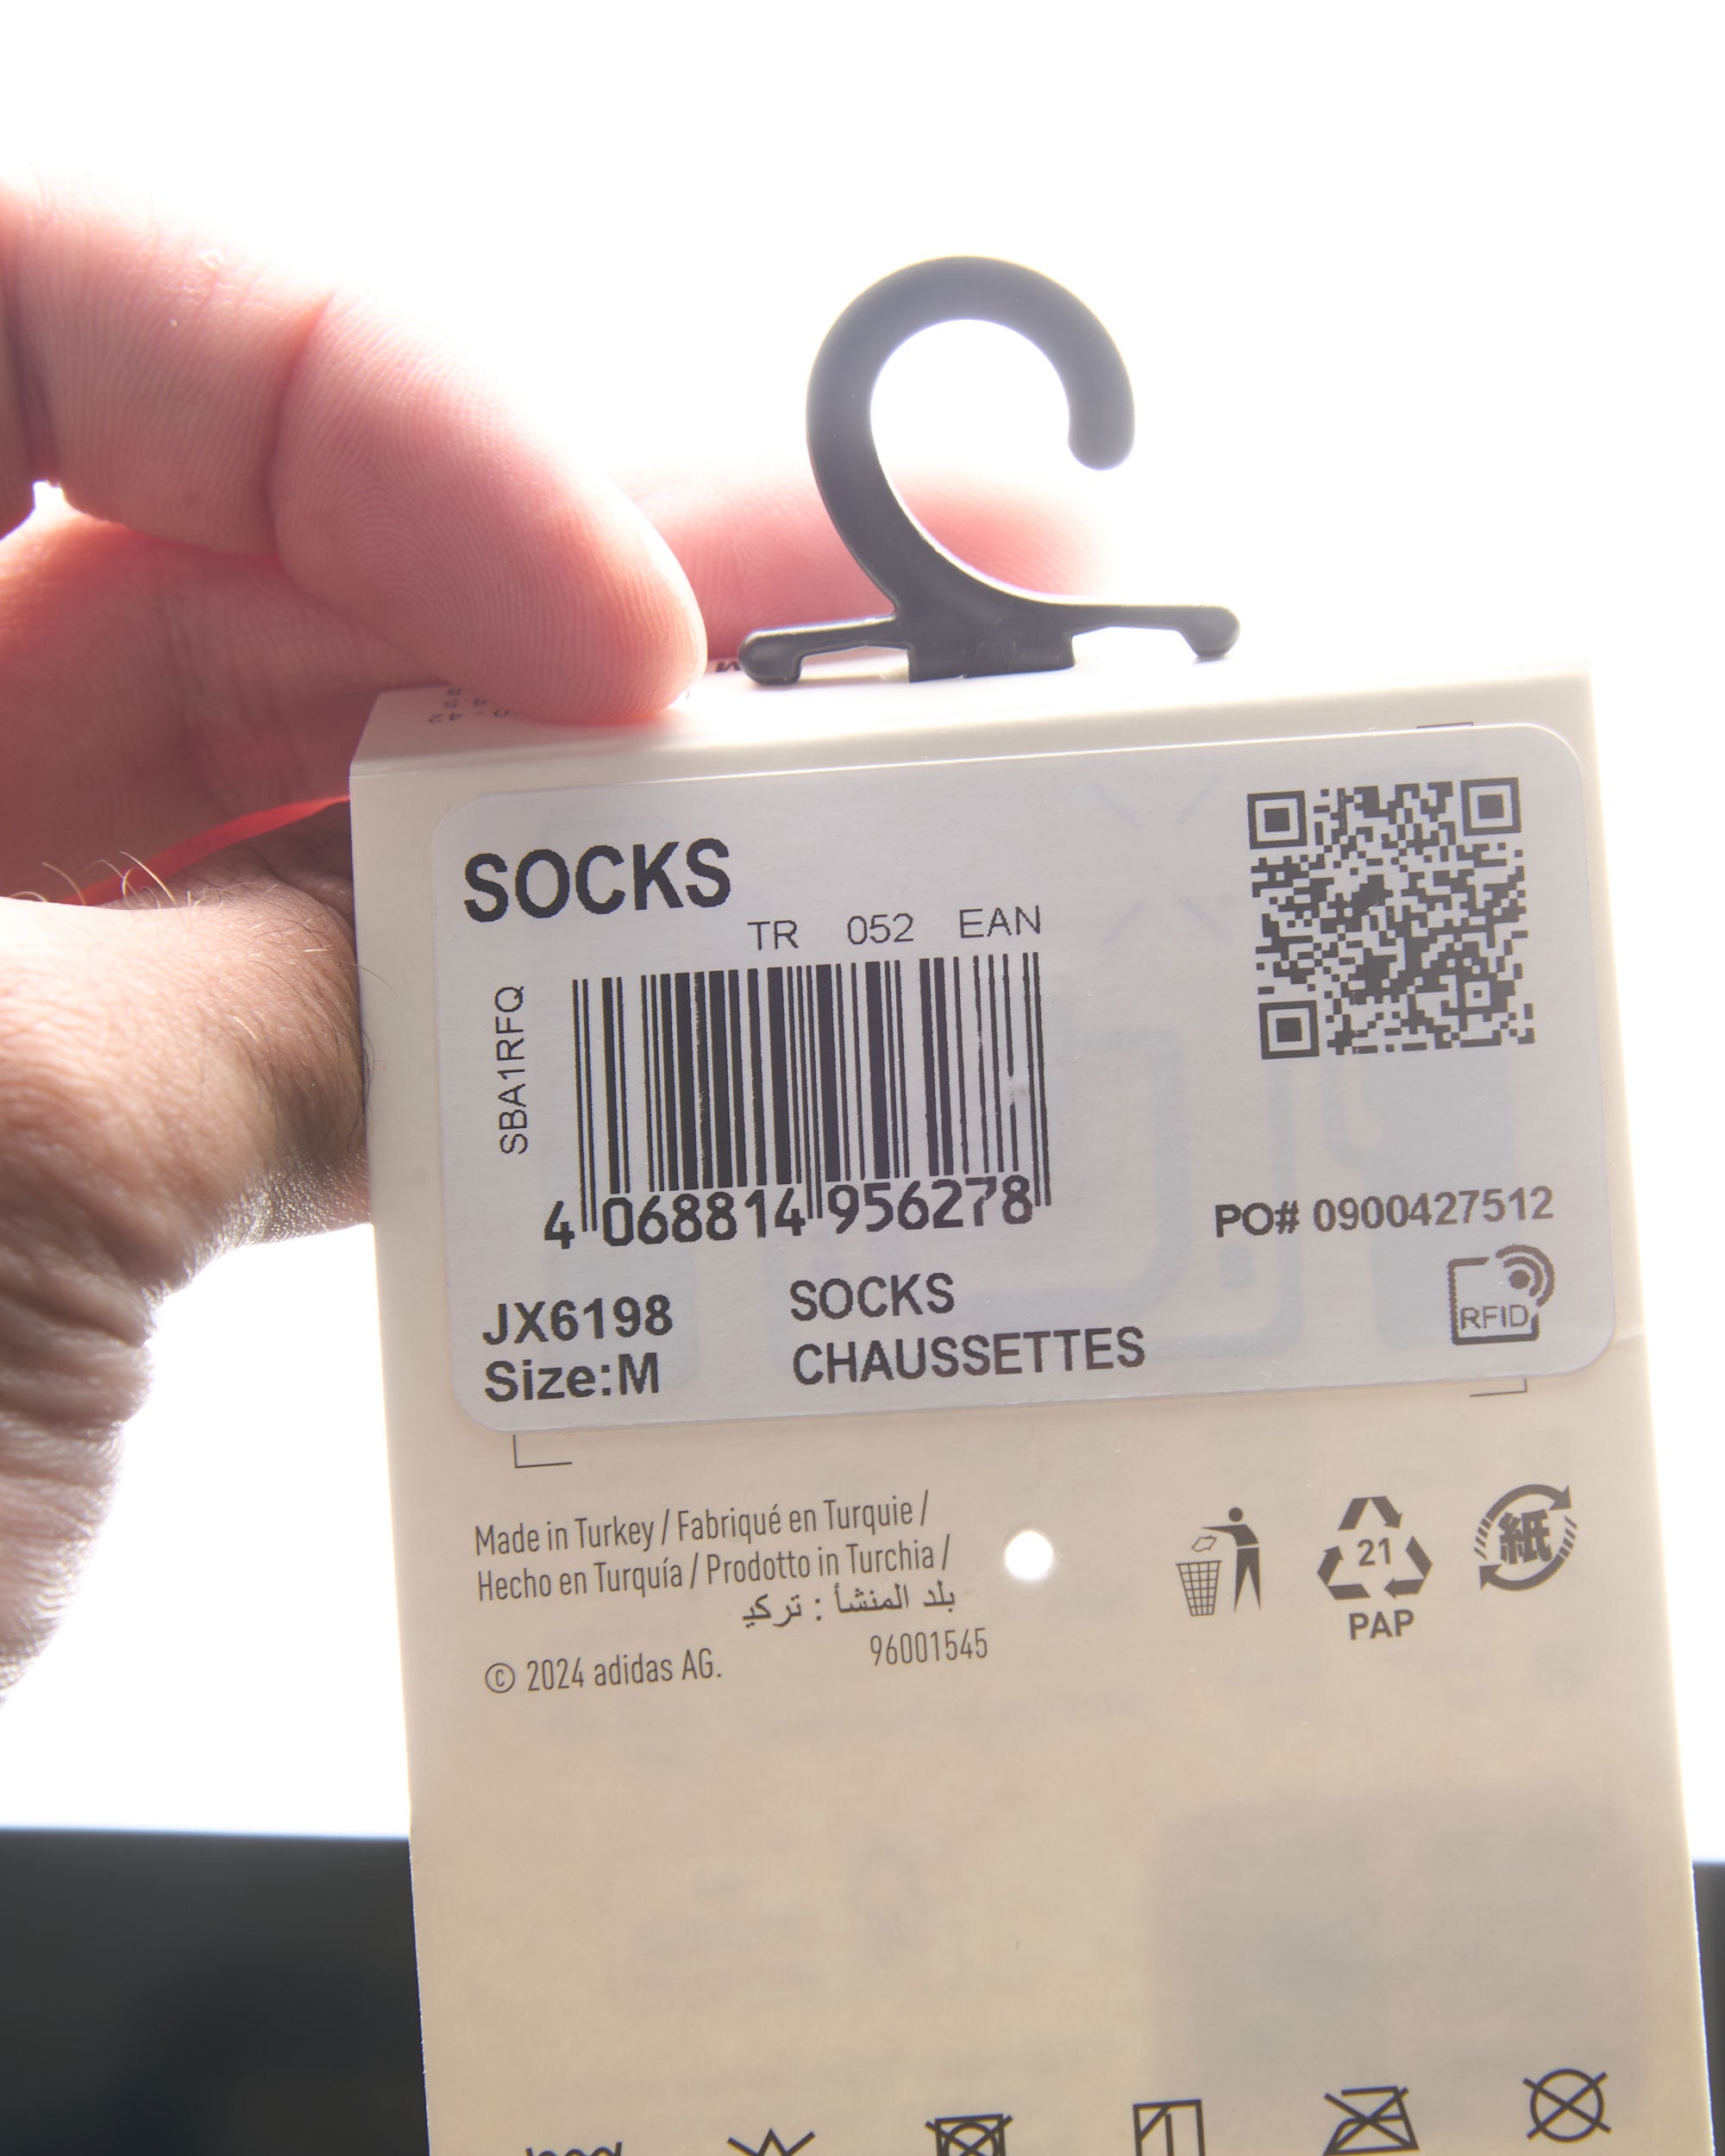 SOCKS
TR 052 EAN
SBA1RFQ
4 068814 956278
PO# 0900427512
JX6198
Size:M
SOCKS
CHAUSSETTES
RFID
Made in Turkey / Fabriqué en Turquie /
Hecho en Turquía / Prodotto in Turchia /
بلد المنشأ : تركي
96001545
© 2024 adidas AG.
21
PAP
紙